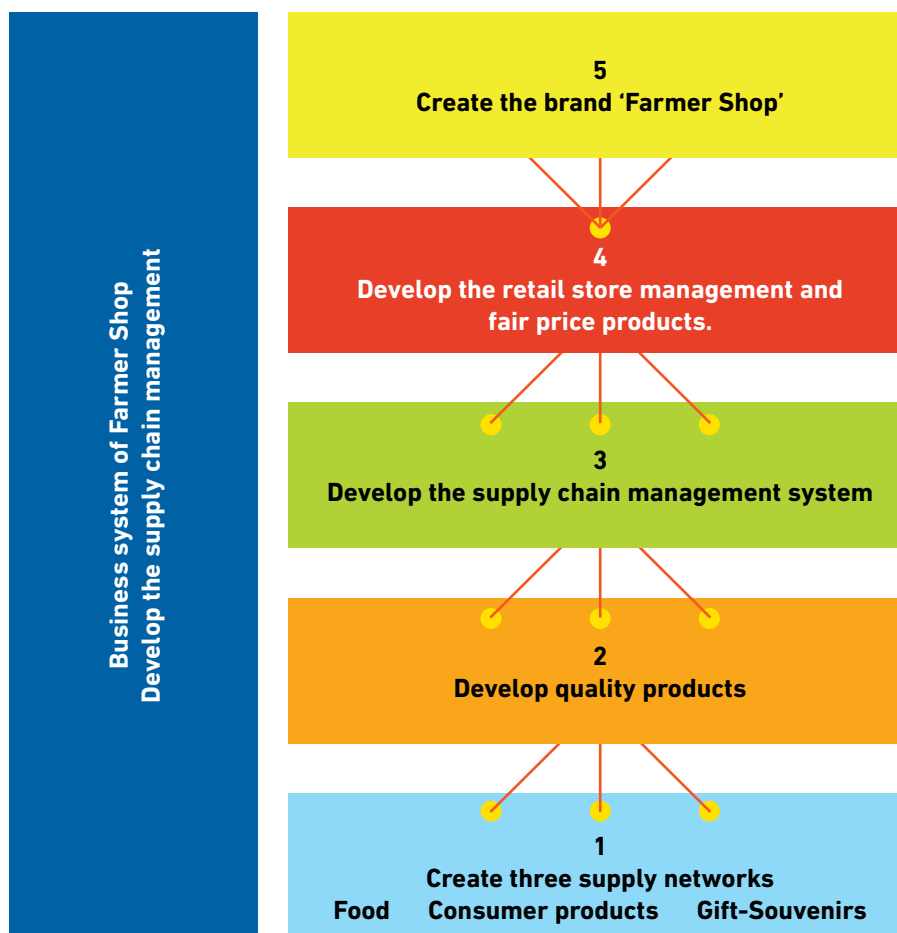 Business system of Farmer Shop
Develop the supply chain management
5
Create the brand ‘Farmer Shop’
4
Develop the retail store management and
fair price products.
3
Develop the supply chain management system
2
Develop quality products
1
Create three supply networks
Food Consumer products Gift-Souvenirs